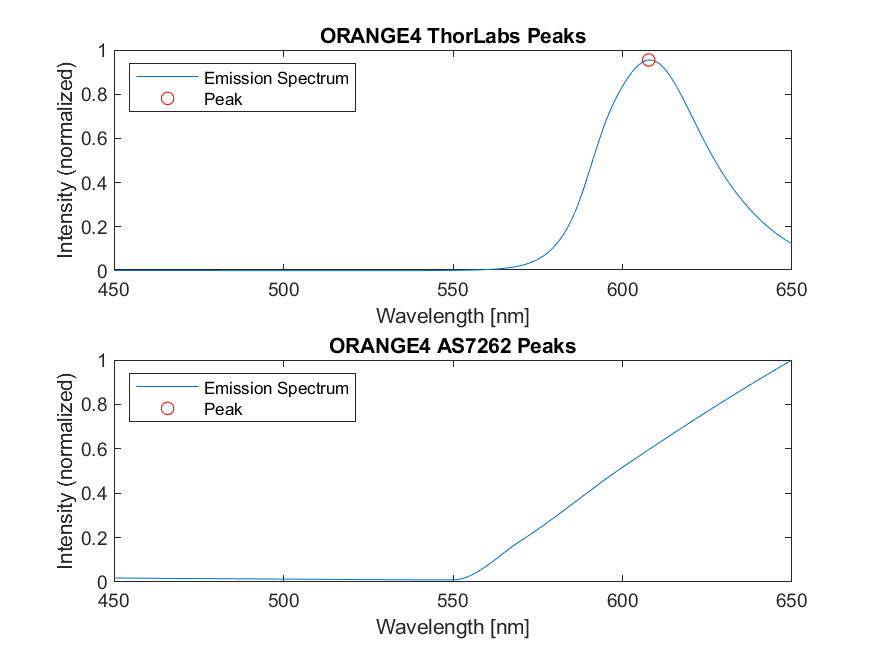 ORANGE4 ThorLabs Peaks
Intensity (normalized)
1
0.8
0.6
0.4
0.2
0
Emission Spectrum
Peak
450 500 550 600 650
Wavelength [nm]
ORANGE4 AS7262 Peaks
Intensity (normalized)
1
0.8
0.6
0.4
0.2
0
Emission Spectrum
Peak
450 500 550 600 650
Wavelength [nm]